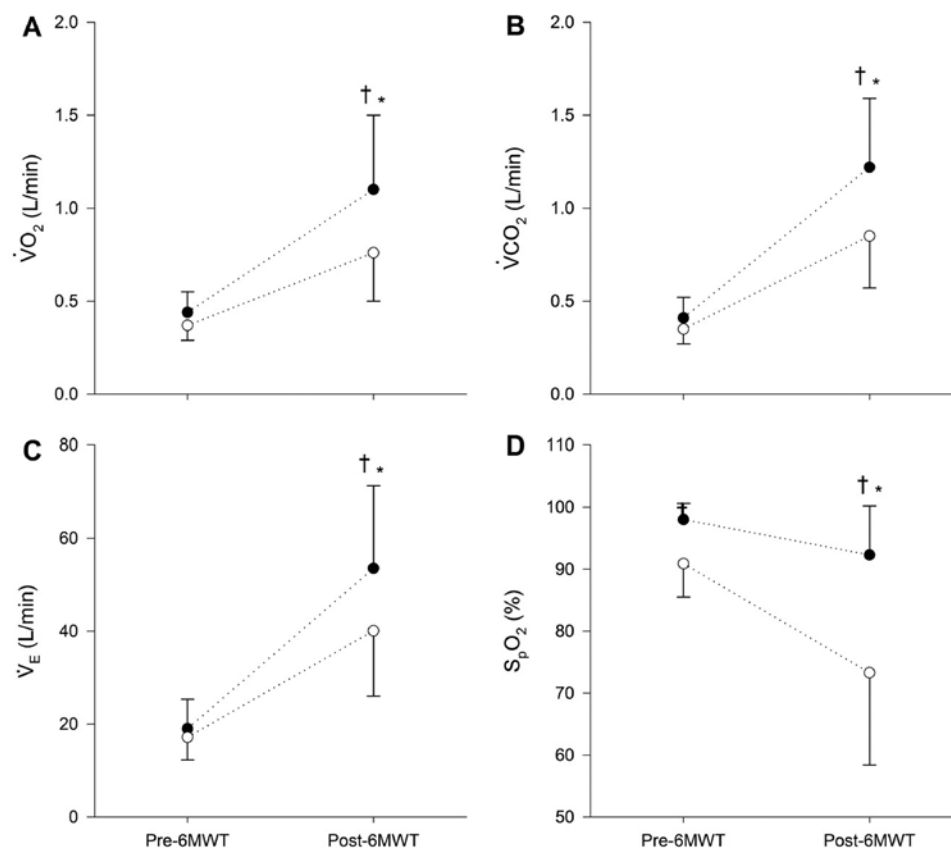 A
2.0
1.5
1.0
0.5
0.0
V̇O₂ (L/min)
† *
B
2.0
1.5
1.0
0.5
0.0
V̇CO₂ (L/min)
† *
C
80
60
40
20
0
V̇E (L/min)
† *
Pre-6MWT Post-6MWT
D
110
100
90
80
70
60
50
SpO₂ (%)
†
† *
Pre-6MWT Post-6MWT